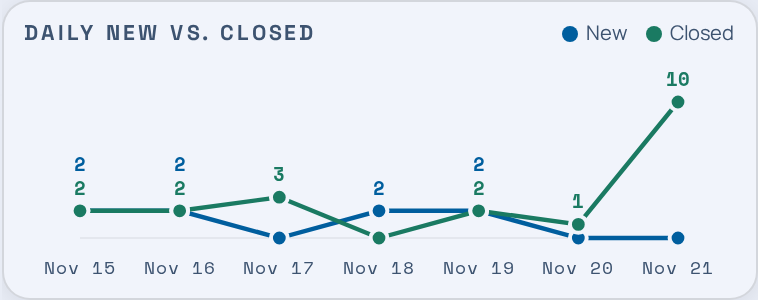 DAILY NEW VS. CLOSED
New Closed
10
2 2 2
2 2 3 2 2
1
Nov 15 Nov 16 Nov 17 Nov 18 Nov 19 Nov 20 Nov 21